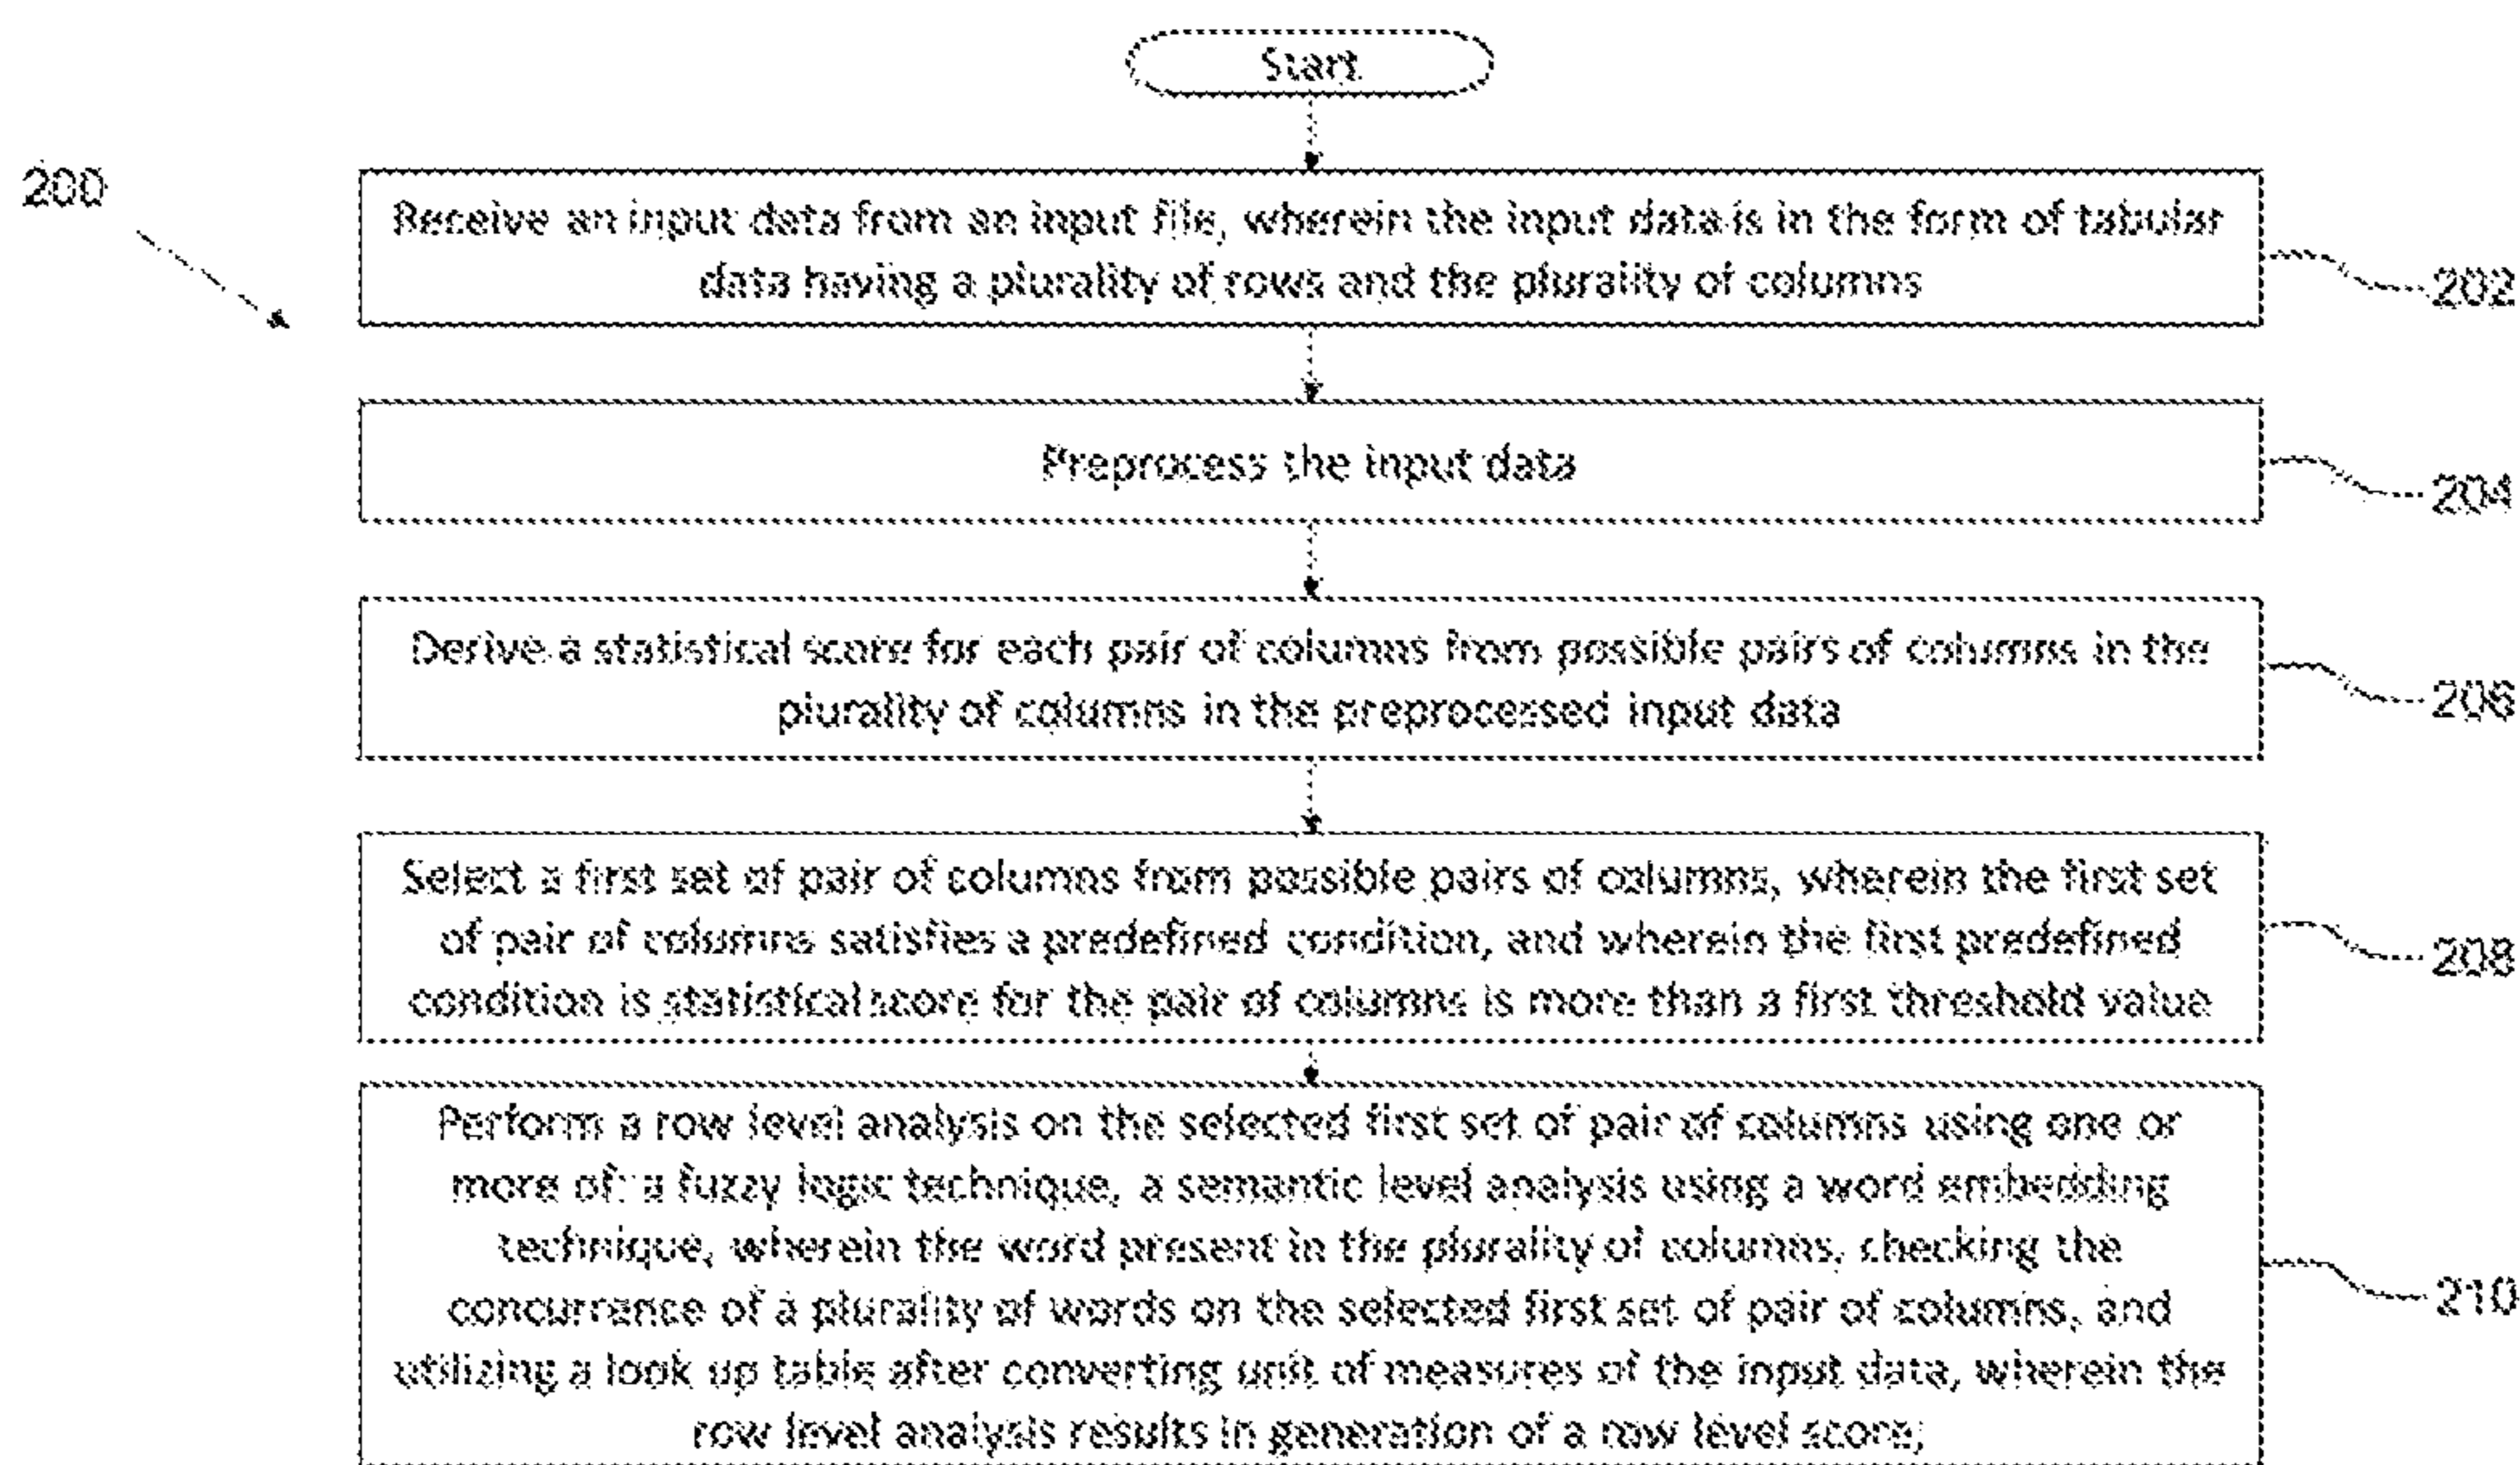 Start
200
Receive an input data from an input file, wherein the input data is in the form of tabular
data having a plurality of rows and the plurality of columns
202
Preprocess the input data
204
Derive a statistical score for each pair of columns from possible pairs of columns in the
plurality of columns in the preprocessed input data
206
Select a first set of pair of columns from possible pairs of columns, wherein the first set
of pair of columns satisfies a predefined condition, and wherein the first predefined
condition is statistical score for the pair of columns is more than a first threshold value
208
Perform a row level analysis on the selected first set of pair of columns using one or
more of: a fuzzy logic technique, a semantic level analysis using a word embedding
technique, wherein the word present in the plurality of columns, checking the
concurrance of a plurality of words on the selected first set of pair of columns, and
utilizing a look up table after converting unit of measures of the input data, wherein the
row level analysis results in generation of a row level score;
210